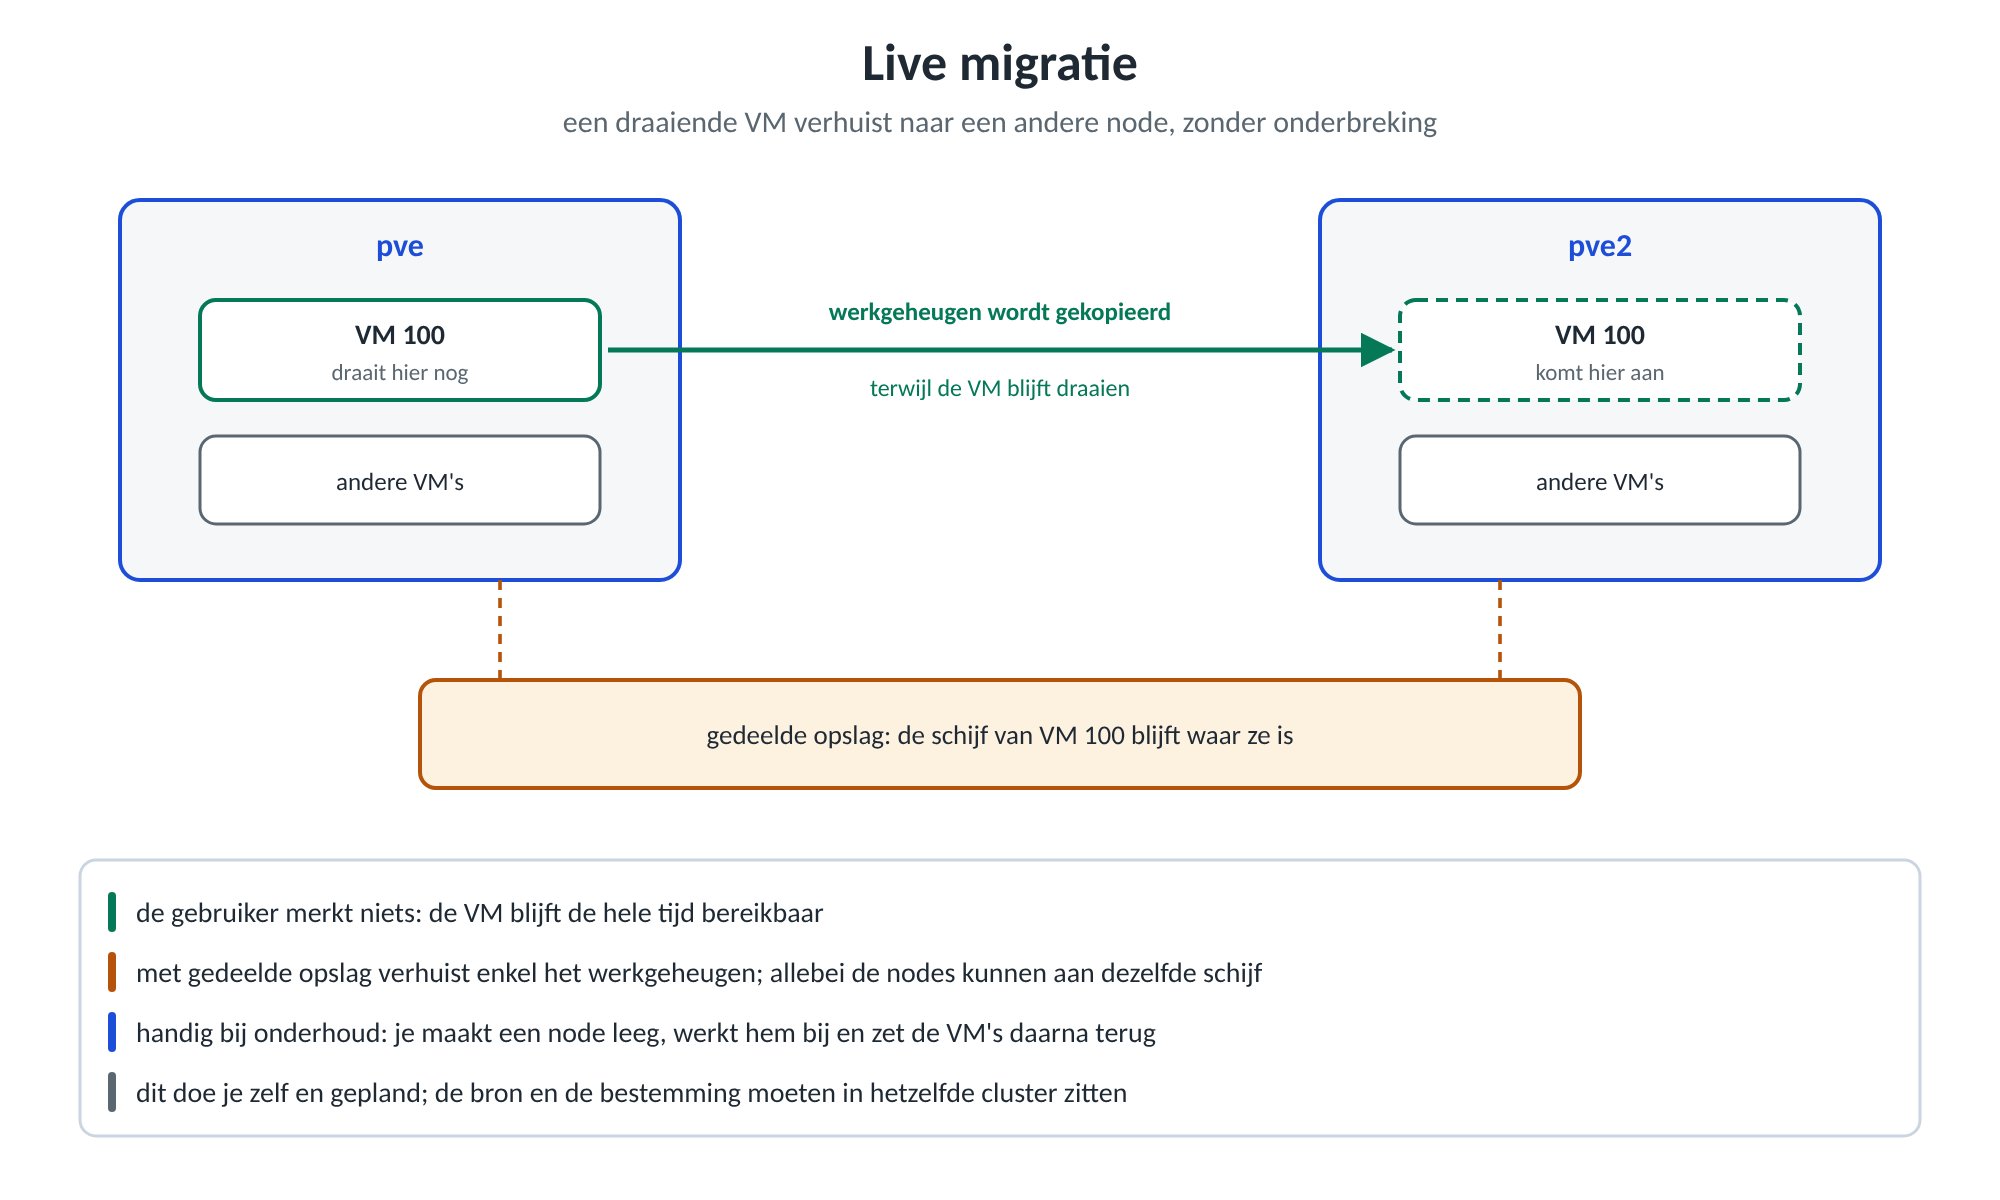 Live migratie
een draaiende VM verhuist naar een andere node, zonder onderbreking
pve
VM 100
draait hier nog
andere VM's
werkgeheugen wordt gekopieerd
terwijl de VM blijft draaien
pve2
VM 100
komt hier aan
andere VM's
gedeelde opslag: de schijf van VM 100 blijft waar ze is
de gebruiker merkt niets: de VM blijft de hele tijd bereikbaar
met gedeelde opslag verhuist enkel het werkgeheugen; allebei de nodes kunnen aan dezelfde schijf
handig bij onderhoud: je maakt een node leeg, werkt hem bij en zet de VM's daarna terug
dit doe je zelf en gepland; de bron en de bestemming moeten in hetzelfde cluster zitten